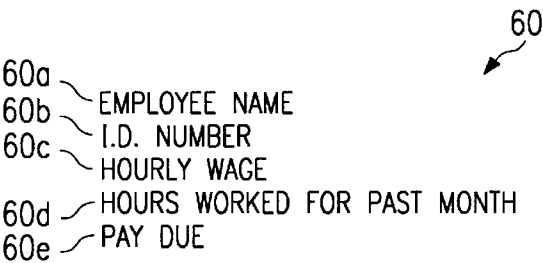 60
60a EMPLOYEE NAME
60b I.D. NUMBER
60c HOURLY WAGE
60d HOURS WORKED FOR PAST MONTH
60e PAY DUE